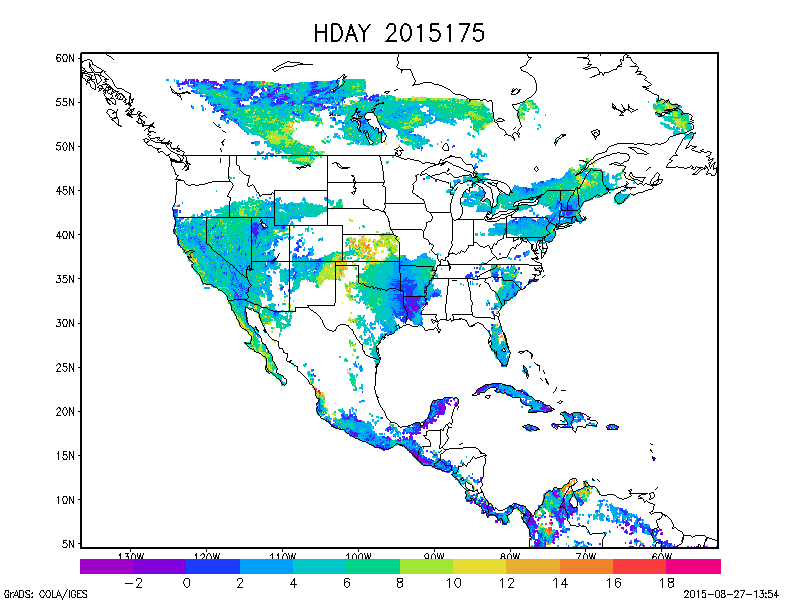 HDAY 2015175
60N
55N
50N
45N
40N
35N
30N
25N
20N
15N
10N
5N
130W 120W 110W 100W 90W 80W 70W 60W
-2 0 2 4 6 8 10 12 14 16 18
GrADS: COLA/IGES 2015-08-27-13:54